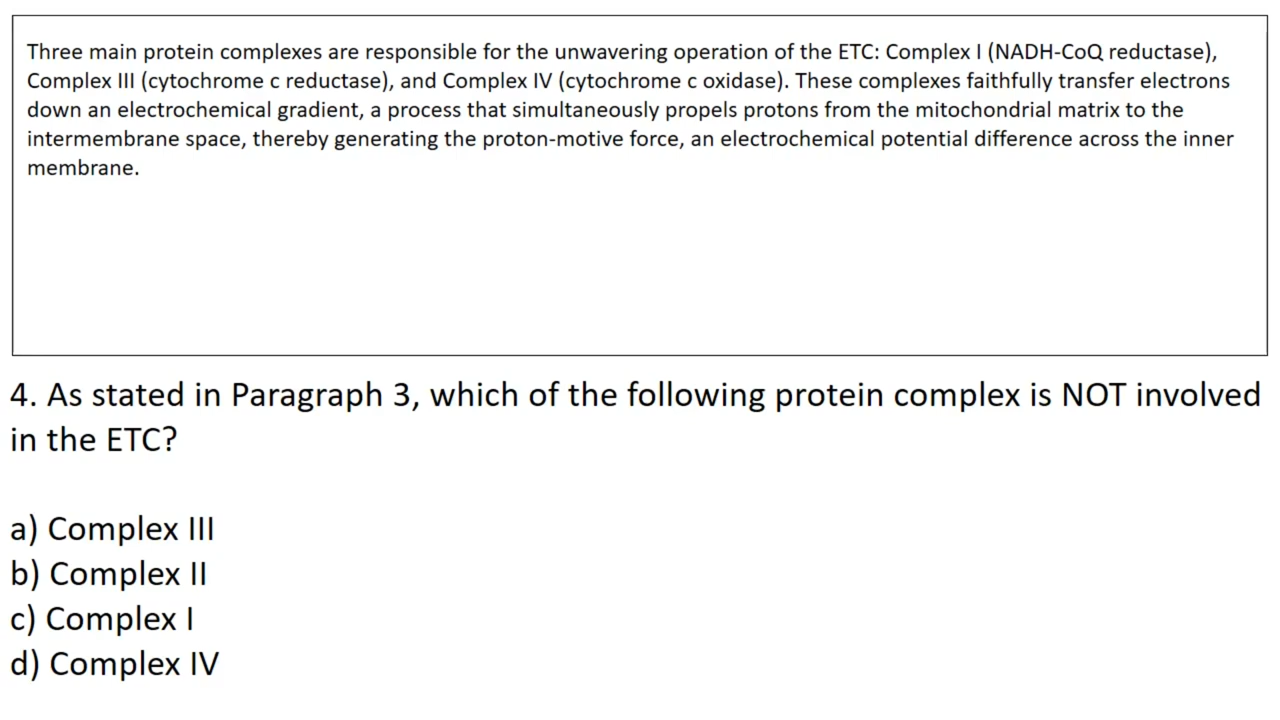 Three main protein complexes are responsible for the unwavering operation of the ETC: Complex I (NADH-CoQ reductase),
Complex III (cytochrome c reductase), and Complex IV (cytochrome c oxidase). These complexes faithfully transfer electrons
down an electrochemical gradient, a process that simultaneously propels protons from the mitochondrial matrix to the
intermembrane space, thereby generating the proton-motive force, an electrochemical potential difference across the inner
membrane.
4. As stated in Paragraph 3, which of the following protein complex is NOT involved
in the ETC?
a) Complex III
b) Complex II
c) Complex I
d) Complex IV